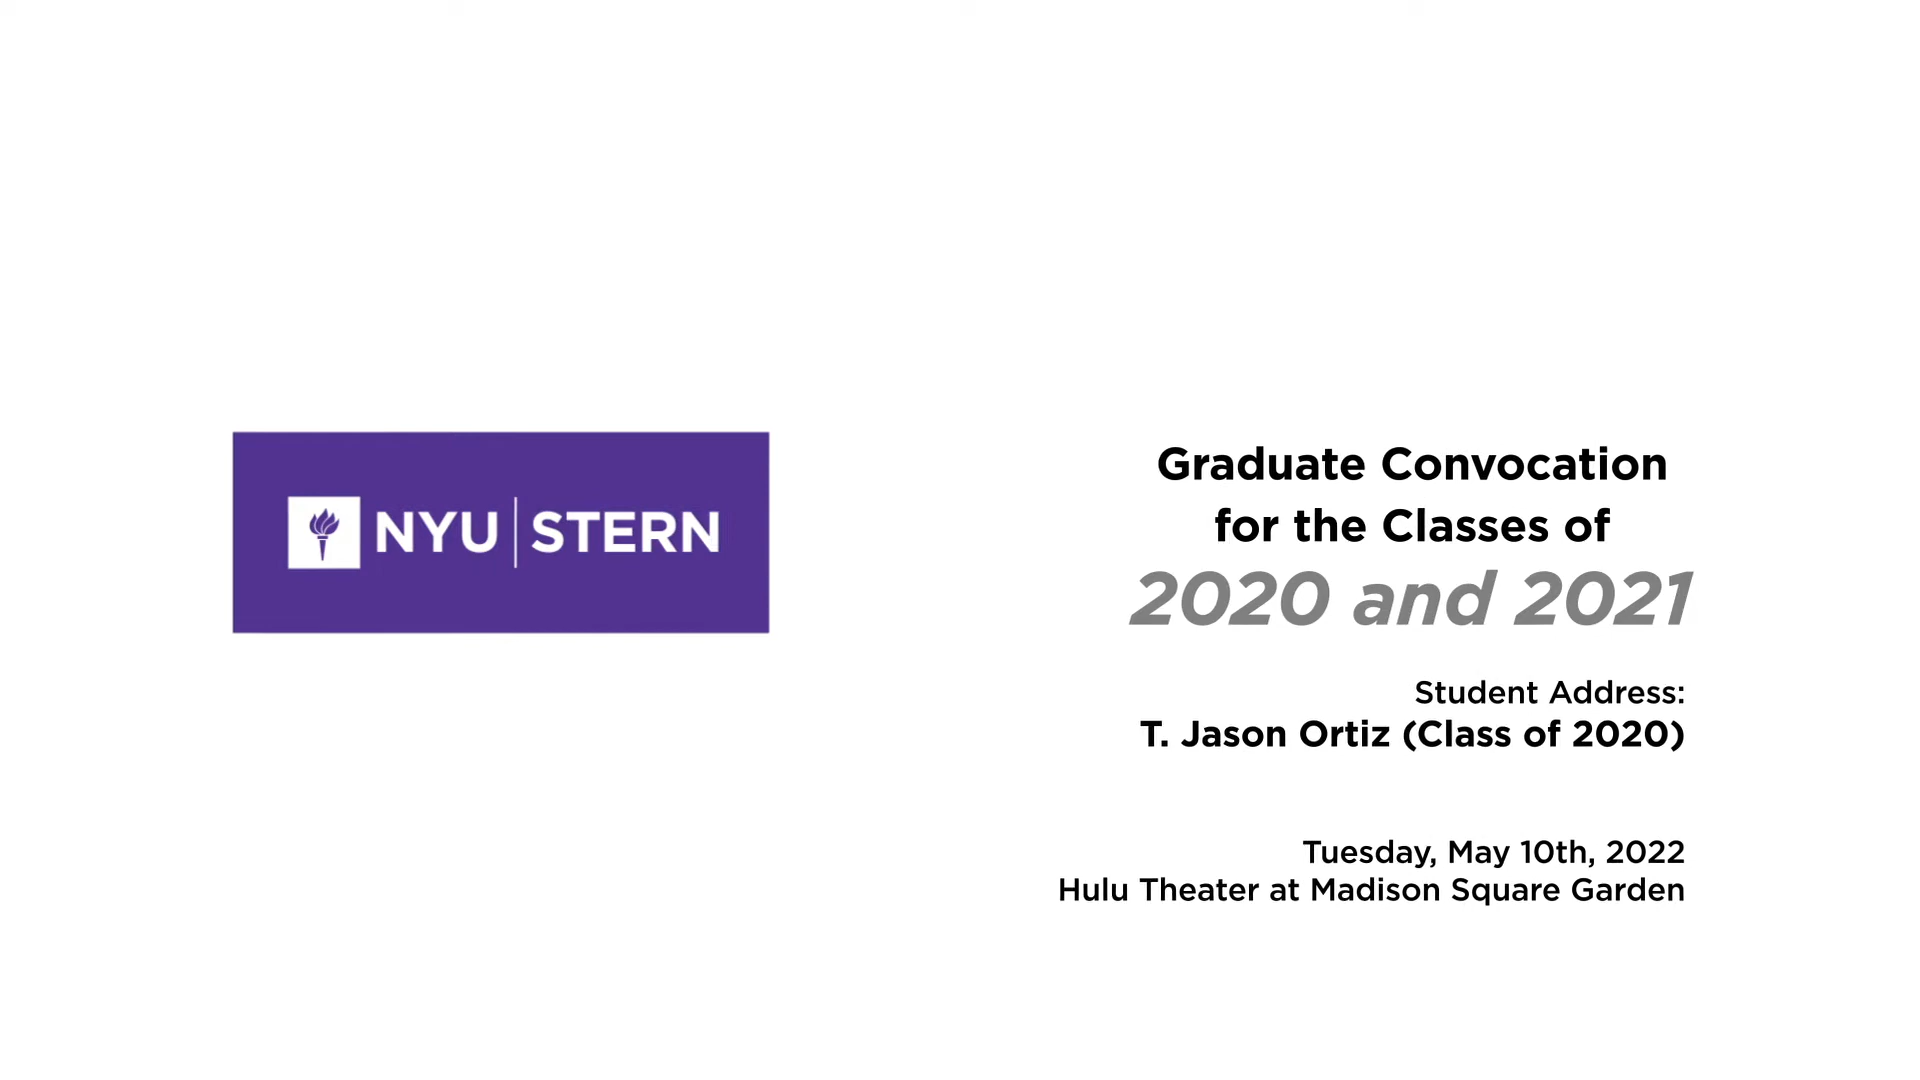 NYU | STERN
Graduate Convocation
for the Classes of
2020 and 2021
Student Address:
T. Jason Ortiz (Class of 2020)
Tuesday, May 10th, 2022
Hulu Theater at Madison Square Garden